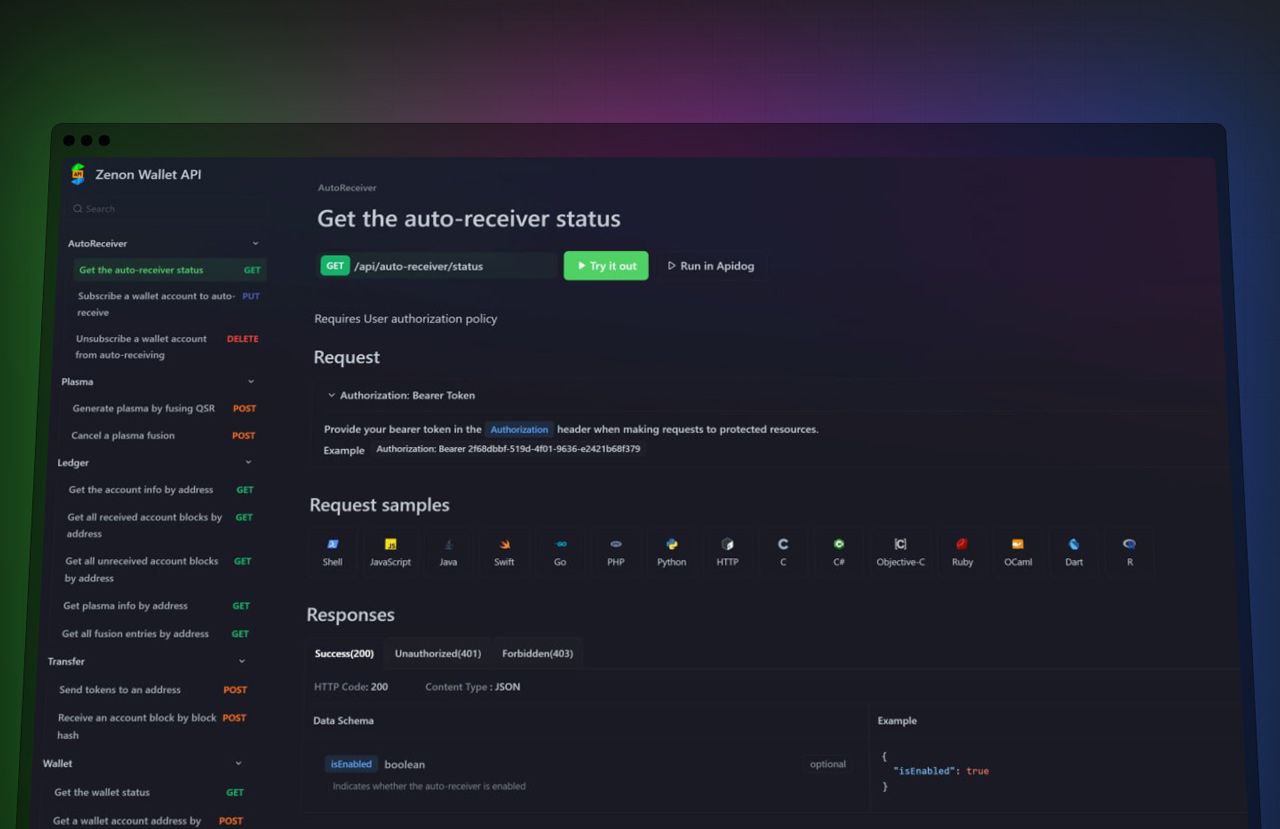 Zenon Wallet API
Search
AutoReceiver
Get the auto-receiver status GET
Subscribe a wallet account to auto- PUT
receive
Unsubscribe a wallet account DELETE
from auto-receiving
Plasma
Generate plasma by fusing QSR POST
Cancel a plasma fusion POST
Ledger
Get the account info by address GET
Get all received account blocks by GET
address
Get all unreceived account blocks GET
by address
Get plasma info by address GET
Get all fusion entries by address GET
Transfer
Send tokens to an address POST
Receive an account block by block POST
hash
Wallet
Get the wallet status GET
Get a wallet account address by POST
AutoReceiver
Get the auto-receiver status
GET /api/auto-receiver/status Try it out Run in Apidog
Requires User authorization policy
Request
Authorization: Bearer Token
Provide your bearer token in the Authorization header when making requests to protected resources.
Example Authorization: Bearer 2f68dbbf-519d-4f01-9636-e2421b68f379
Request samples
Shell JavaScript Java Swift Go PHP Python HTTP C C# Objective-C Ruby OCaml Dart R
Responses
Success(200) Unauthorized(401) Forbidden(403)
HTTP Code: 200 Content Type : JSON
Data Schema
isEnabled boolean optional
Indicates whether the auto-receiver is enabled
Example
{
"isEnabled": true
}